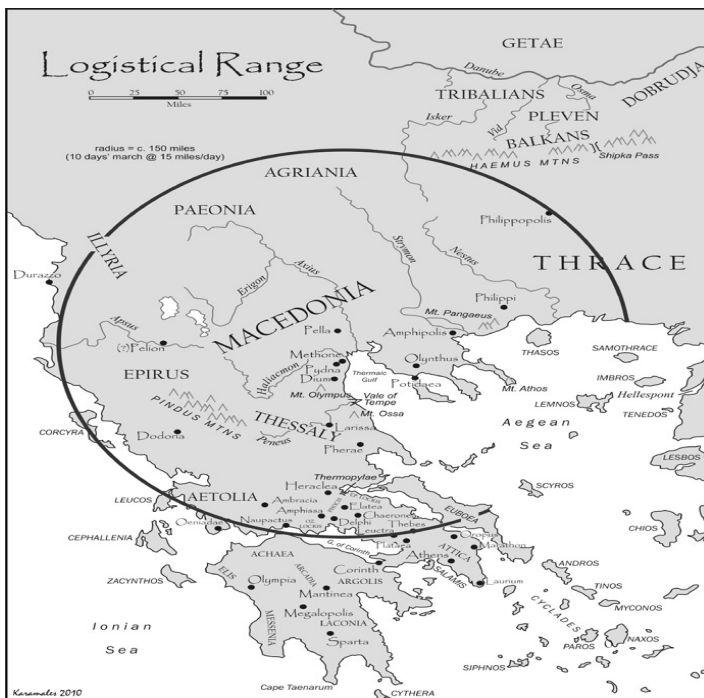 Logistical Range
0 25 50 75 100
Miles
radius = c. 150 miles
(10 days' march @ 15 miles/day)
GETAE
Danube
TRIBALIANS
Osma
DOBRUDJA
Isker
Vid
PLEVEN
BALKANS
HAEMUS MTNS
Shipka Pass
AGRIANIA
PAEONIA
Philippopolis
ILLYRIA
Strymon
Nestus
THRACE
Durazzo
Erigon
Axius
MACEDONIA
Philippi
Mt. Pangaeus
Apsus
Pella
Amphipolis
(?) Pelion
Methone
Pydna
Dium
Haliacmon
Thermaic
Gulf
Olynthus
Potidaea
THASOS
SAMOTHRACE
EPIRUS
Mt. Olympus
Vale of
Tempe
Mt. Athos
IMBROS
Hellespont
LEMNOS
TENEDOS
PINDUS MTNS
THESSALY
Mt. Ossa
Larissa
Aegean
Sea
CORCYRA
Dodona
Peneus
Pherae
LESBOS
Thermopylae
Heraclea
SCYROS
LEUCOS
AETOLIA
Ambracia
Amphissa
PHOCIS
Elatea
EUBOEA
Oeniadae
Naupactus
OZ.
LOCRIS
Delphi
Chaeronea
Leuctra
Thebes
Oropus
CHIOS
CEPHALLENIA
G. of Corinth
Plataea
ATTICA
Marathon
ACHAEA
Athens
ANDROS
ZACYNTHOS
ELIS
ARCADIA
Corinth
SALAMIS
Olympia
ARGOLIS
Laurium
TINOS
Mantinea
MYCONOS
Megalopolis
CYCLADES
MESSENIA
LACONIA
Sparta
PAROS
NAXOS
Ionian
Sea
SIPHNOS
Cape Taenarum
CYTHERA
Karamales 2010